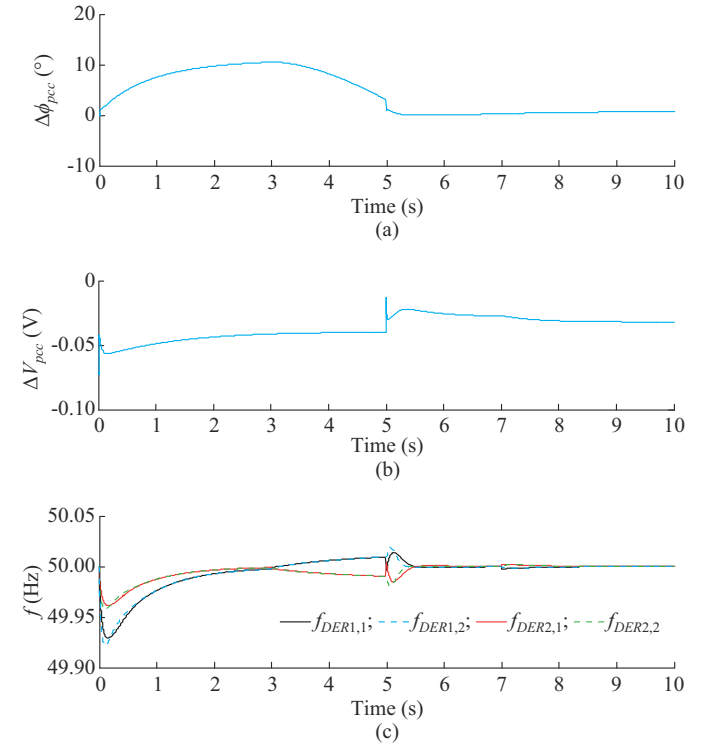 20
10
0
-10
Δϕpcc (°)
0 1 2 3 4 5 6 7 8 9 10
Time (s)
(a)
0
-0.05
-0.10
ΔVpcc (V)
0 1 2 3 4 5 6 7 8 9 10
Time (s)
(b)
50.05
50.00
49.95
49.90
f (Hz)
fDER1,1; fDER1,2; fDER2,1; fDER2,2
0 1 2 3 4 5 6 7 8 9 10
Time (s)
(c)